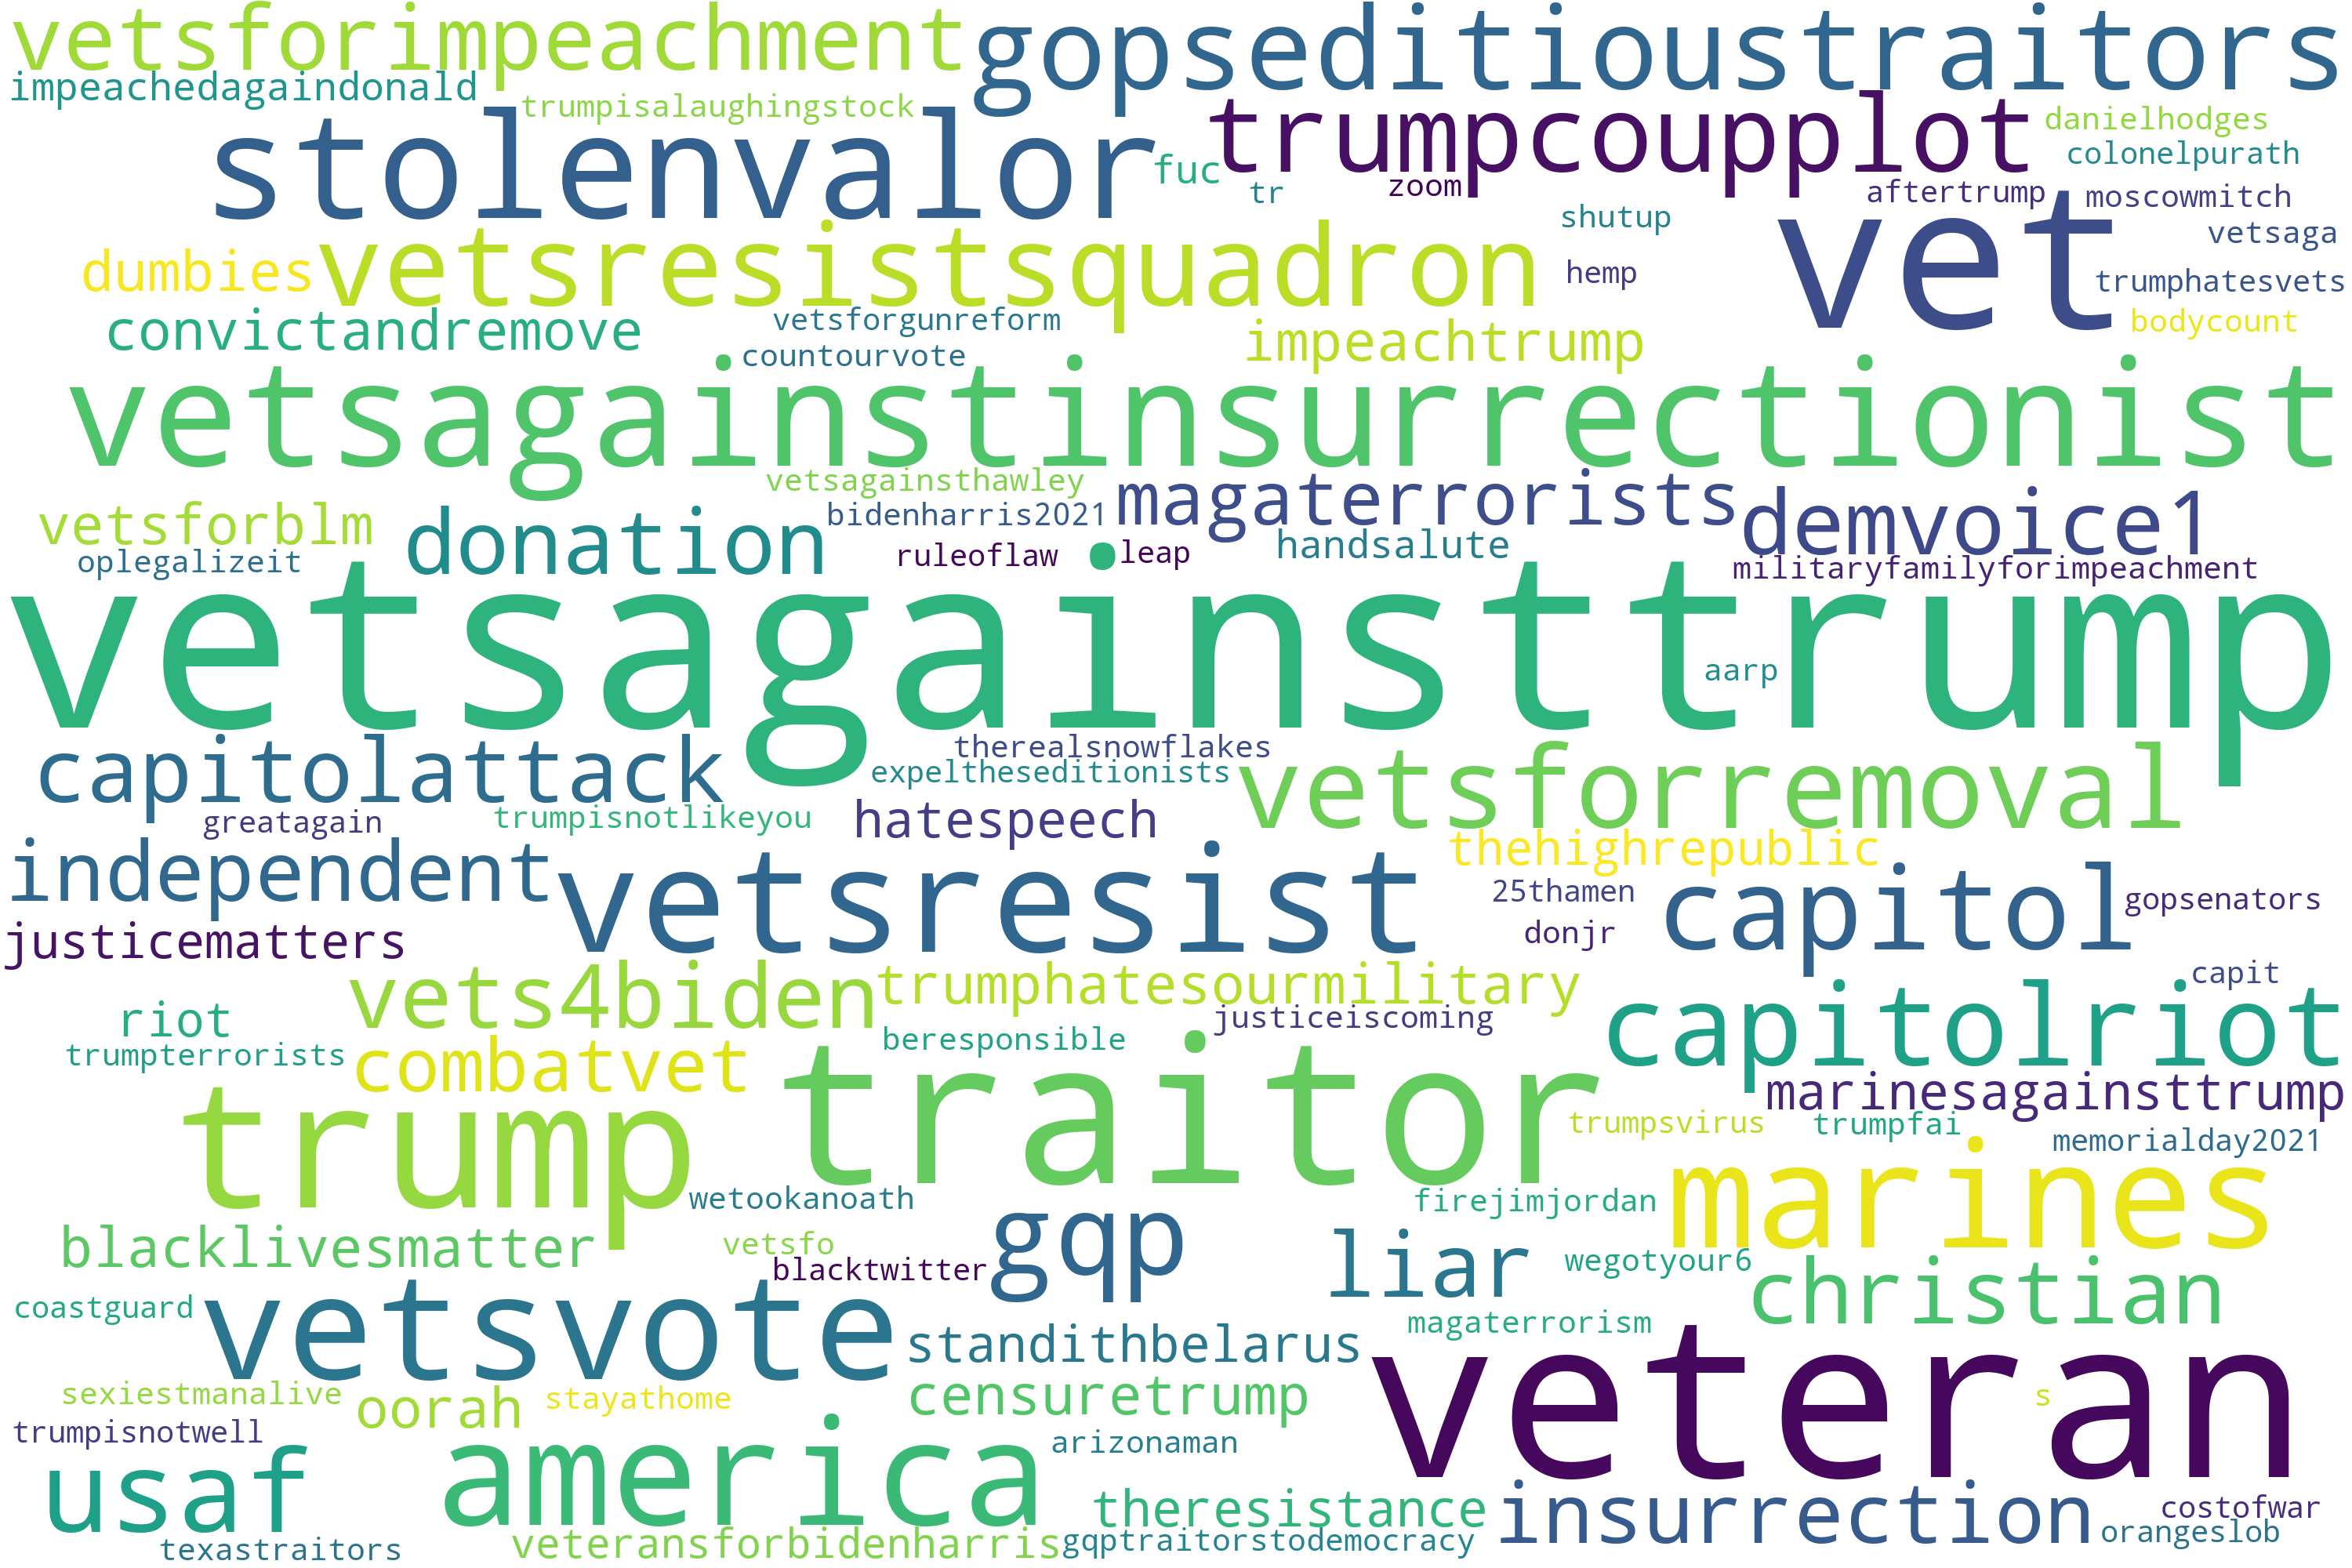 vetsforimpeachment
gopseditioustraitors
impeachedagaindonald
trumpisalaughingstock
stolenvalor
trumpcoupplot
danielhodges
colonelpurath
fuc
tr
zoom
aftertrump
moscowmitch
shutup
vet
vetsaga
dumbies
vetsresistsquadron
hemp
trumphatesvets
bodycount
convictandremove
vetsforgunreform
countourvote
impeachtrump
vetsagainstinsurrectionist
vetsagainsthawley
magaterrorists
demvoice1
vetsforblm
donation
bidenharris2021
oplegalizeit
ruleoflaw
leap
handsalute
militaryfamilyforimpeachment
vetsagainsttrump
aarp
capitolattack
therealsnowflakes
expeltheseditionists
vetsforremoval
greatagain
trumpisnotlikeyou
hatespeech
thehighrepublic
independent
vetsresist
25thamen
capitol
gopsenators
donjr
justicematters
vets4biden
trumphatesourmilitary
capit
riot
justiceiscoming
capitolriot
trumpterrorists
combatvet
beresponsible
traitor
marinesagainsttrump
trump
trumpsvirus
trumpfai
memorialday2021
wetookanoath
firejimjordan
marines
blacklivesmatter
vetsfo
gqp
liar
wegotyour6
blacktwitter
christian
coastguard
vetsvote
standithbelarus
magaterrorism
veteran
sexiestmanalive
oorah
stayathome
censuretrump
s
trumpisnotwell
america
arizonaman
usaf
theresistance
insurrection
costofwar
texastraitors
veteransforbidenharris
gqptraitorstodemocracy
orangeslob